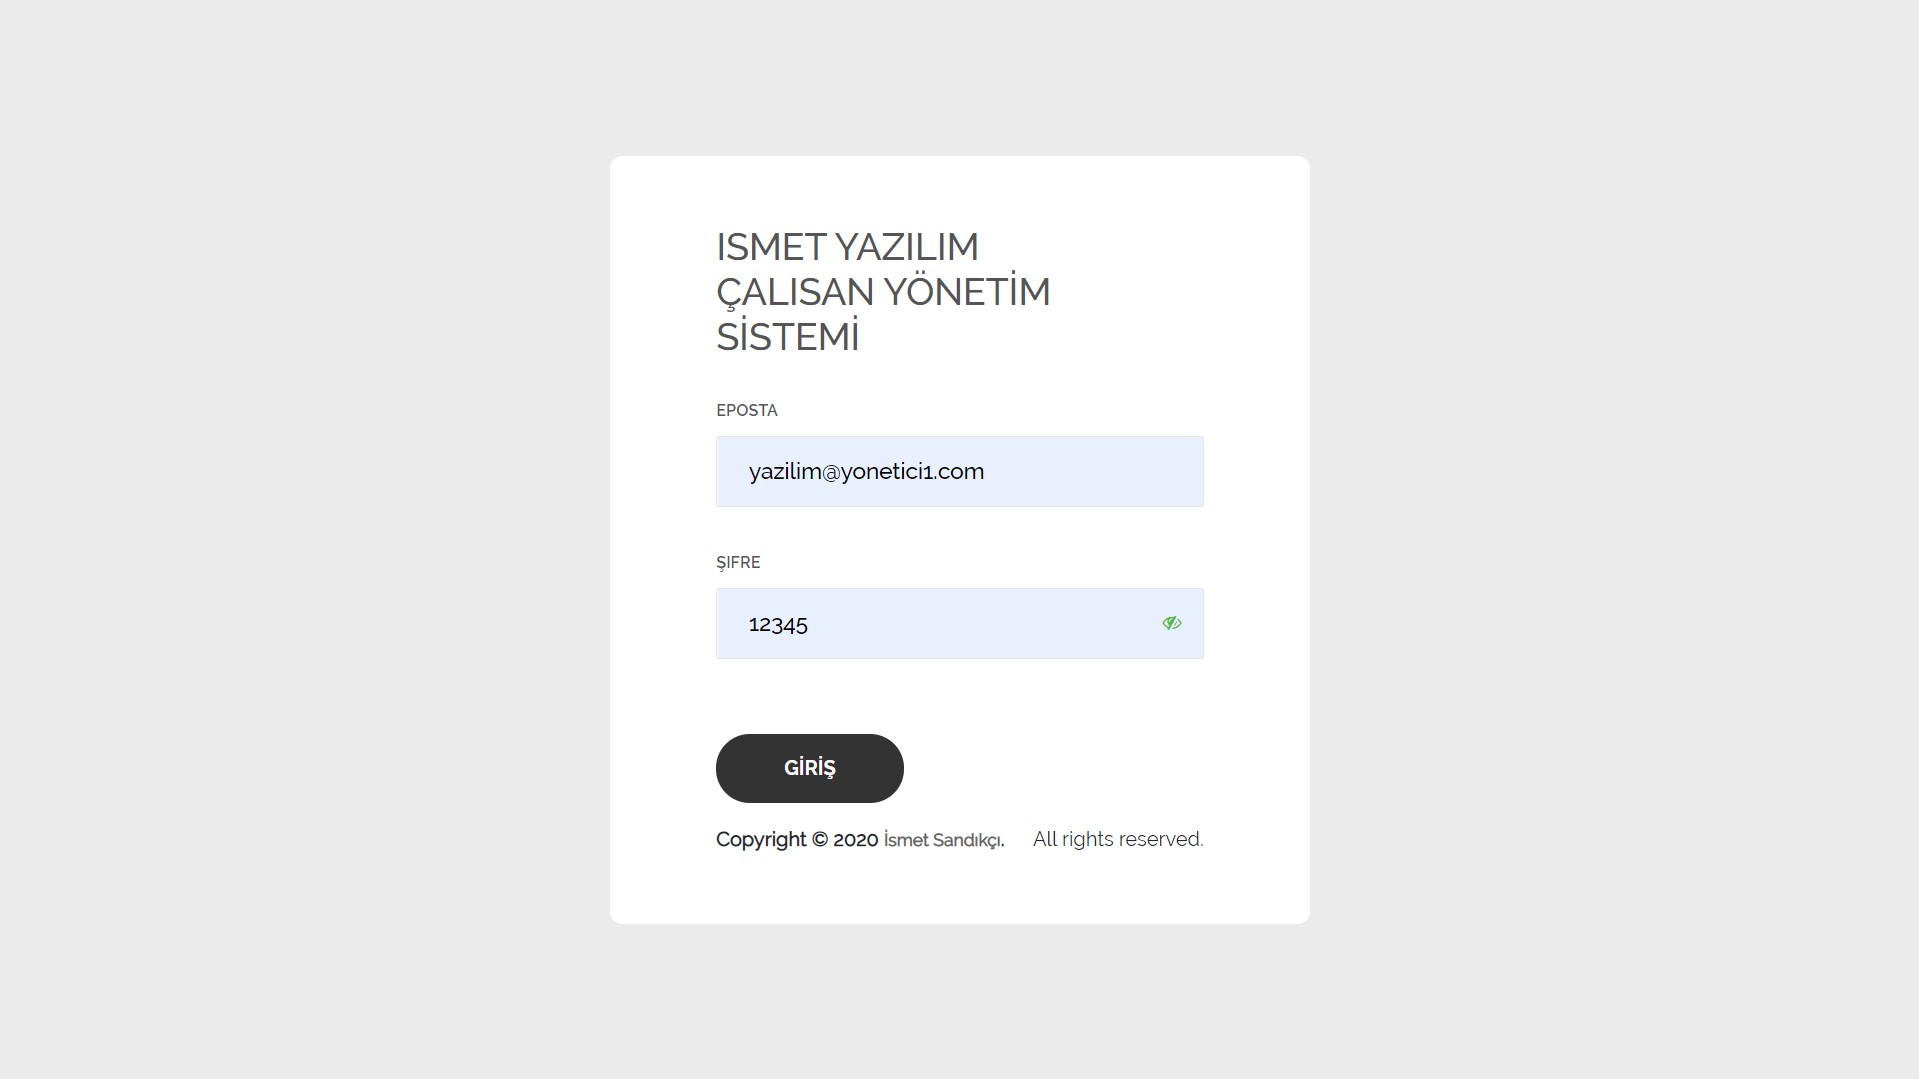 ISMET YAZILIM
ÇALISAN YÖNETİM
SİSTEMİ
EPOSTA
yazilim@yonetici1.com
ŞIFRE
12345
GİRİŞ
Copyright © 2020 İsmet Sandıkçı. All rights reserved.